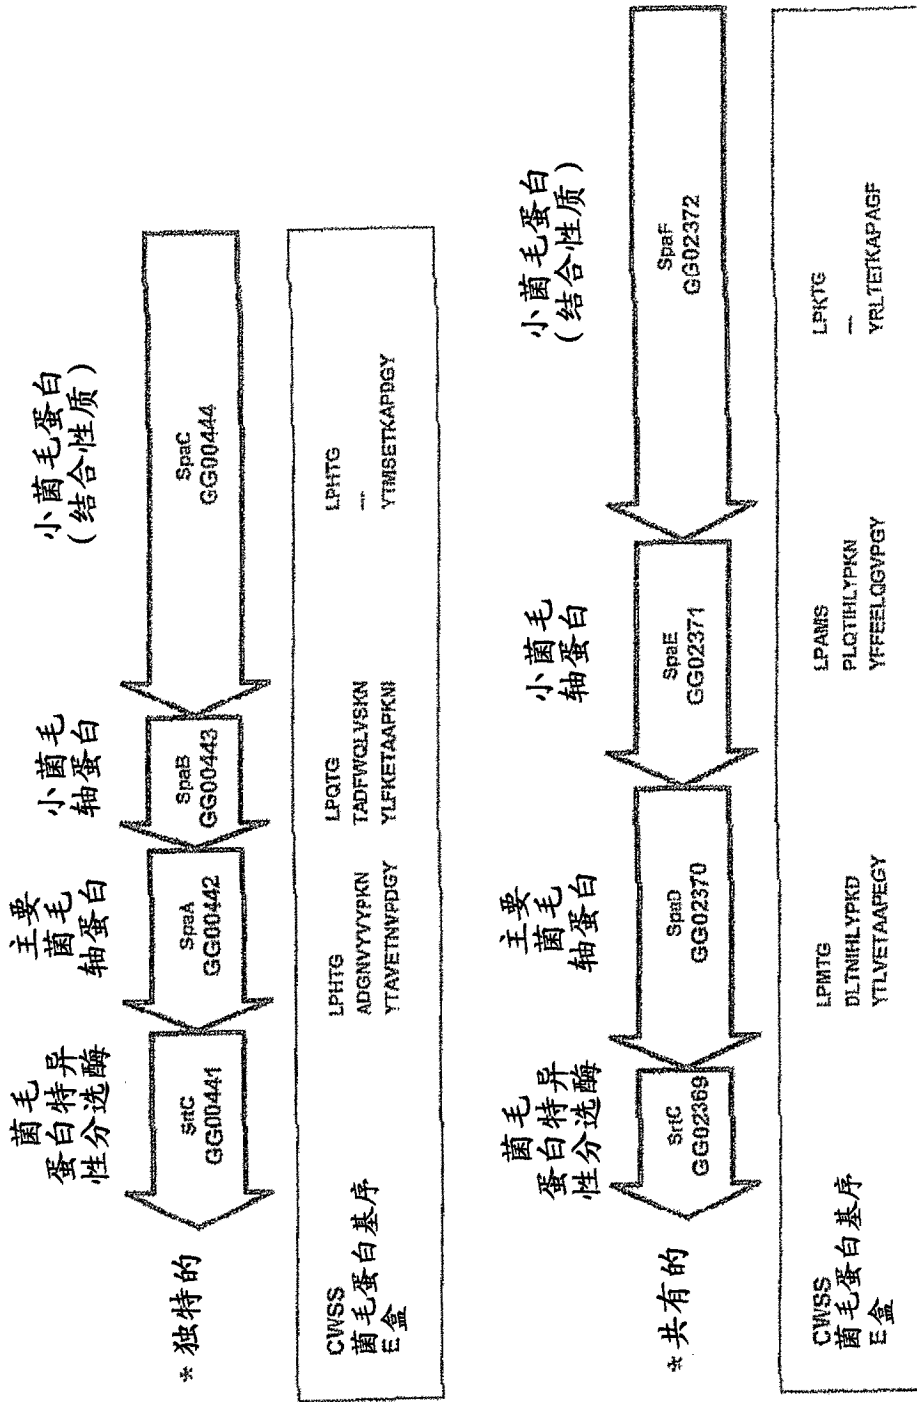 菌毛
蛋白特异
性分选酶
主要
菌毛
轴蛋白
小菌毛
轴蛋白
小菌毛蛋白
(结合性质)
*独特的
SrtC
GG00441
SpaA
GG00442
SpaB
GG00443
SpaC
GG00444
CWSS
菌毛蛋白基序
E盒
LPHTG
ADGNVYVYPKN
YTAVETNVPDGY
LPQTG
TADFWQLVSKN
YLFKETAAPKNI
LPHTG
---
YTMSETKAPDGY
菌毛
蛋白特异
性分选酶
主要
菌毛
轴蛋白
小菌毛
轴蛋白
小菌毛蛋白
(结合性质)
*共有的
SrtC
GG02369
SpaD
GG02370
SpaE
GG02371
SpaF
GG02372
CWSS
菌毛蛋白基序
E盒
LPMTG
DLTNIHLYPKD
YTLVETAAPEGY
LPAMS
PLQTIHLYPKN
YFFEELQGVPGY
LPKTG
---
YRLTETKAPAGF